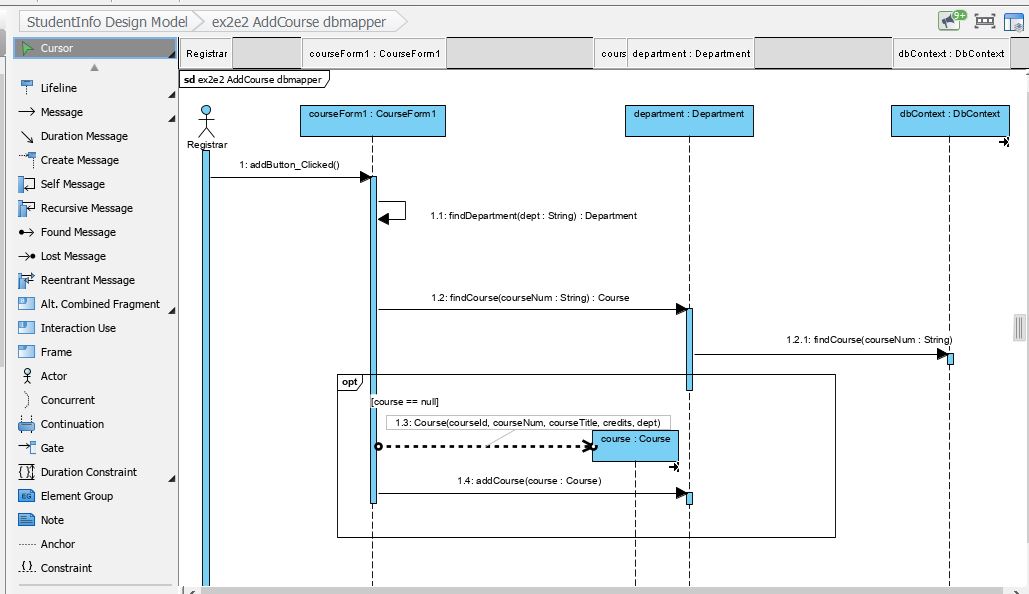 StudentInfo Design Model
ex2e2 AddCourse dbmapper
9+
Cursor
Lifeline
Message
Duration Message
Create Message
Self Message
Recursive Message
Found Message
Lost Message
Reentrant Message
Alt. Combined Fragment
Interaction Use
Frame
Actor
Concurrent
Continuation
Gate
Duration Constraint
EG Element Group
Note
Anchor
{} Constraint
Registrar
courseForm1 : CourseForm1
cours
department : Department
dbContext : DbContext
sd ex2e2 AddCourse dbmapper
courseForm1 : CourseForm1
department : Department
dbContext : DbContext
Registrar
1: addButton_Clicked()
1.1: findDepartment(dept : String) : Department
1.2: findCourse(courseNum : String) : Course
1.2.1: findCourse(courseNum : String)
opt
[course == null]
1.3: Course(courseId, courseNum, courseTitle, credits, dept)
course : Course
1.4: addCourse(course : Course)